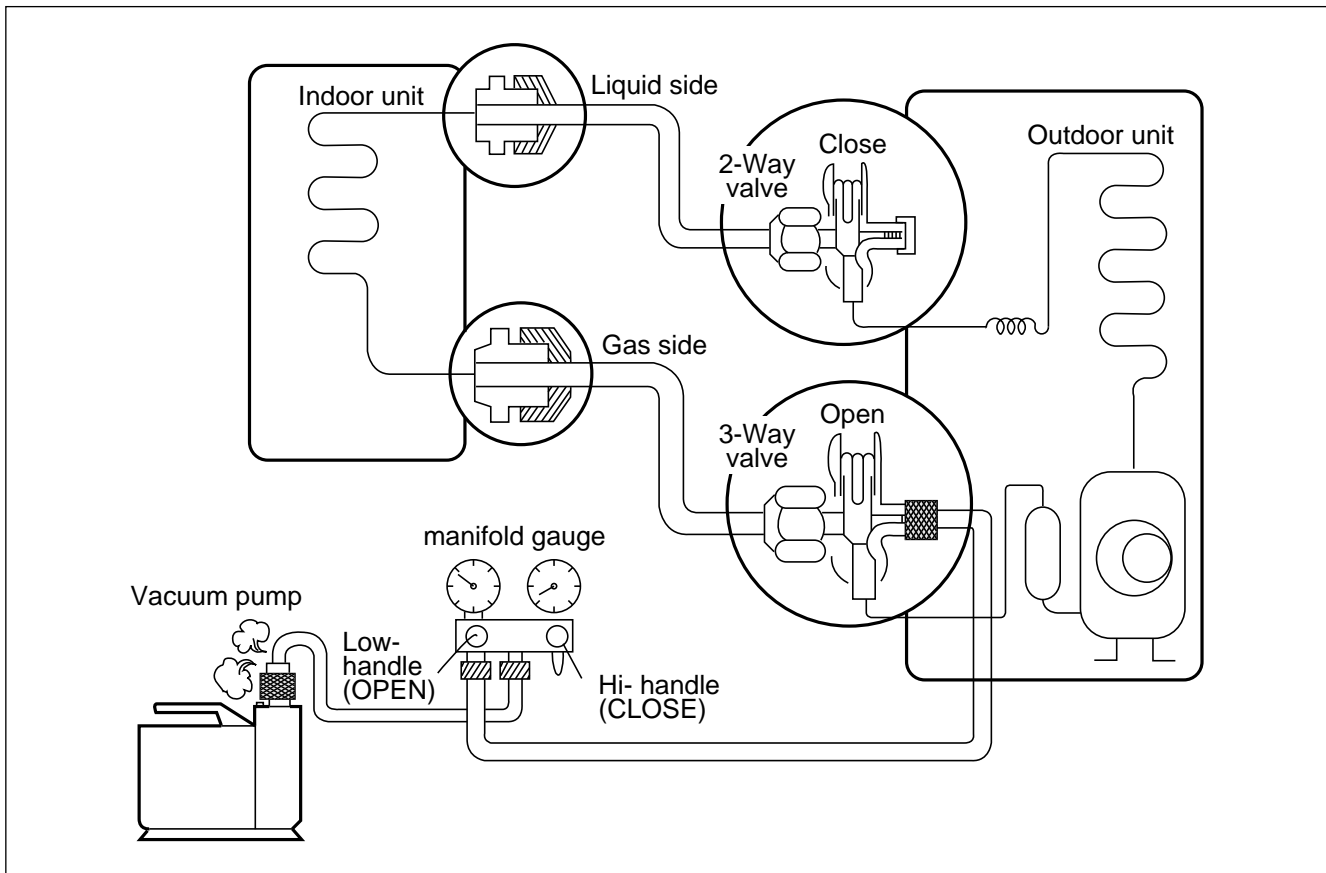 Indoor unit
Liquid side
Outdoor unit
2-Way
valve
Close
Gas side
3-Way
valve
Open
manifold gauge
Vacuum pump
Low-
handle
(OPEN)
Hi- handle
(CLOSE)